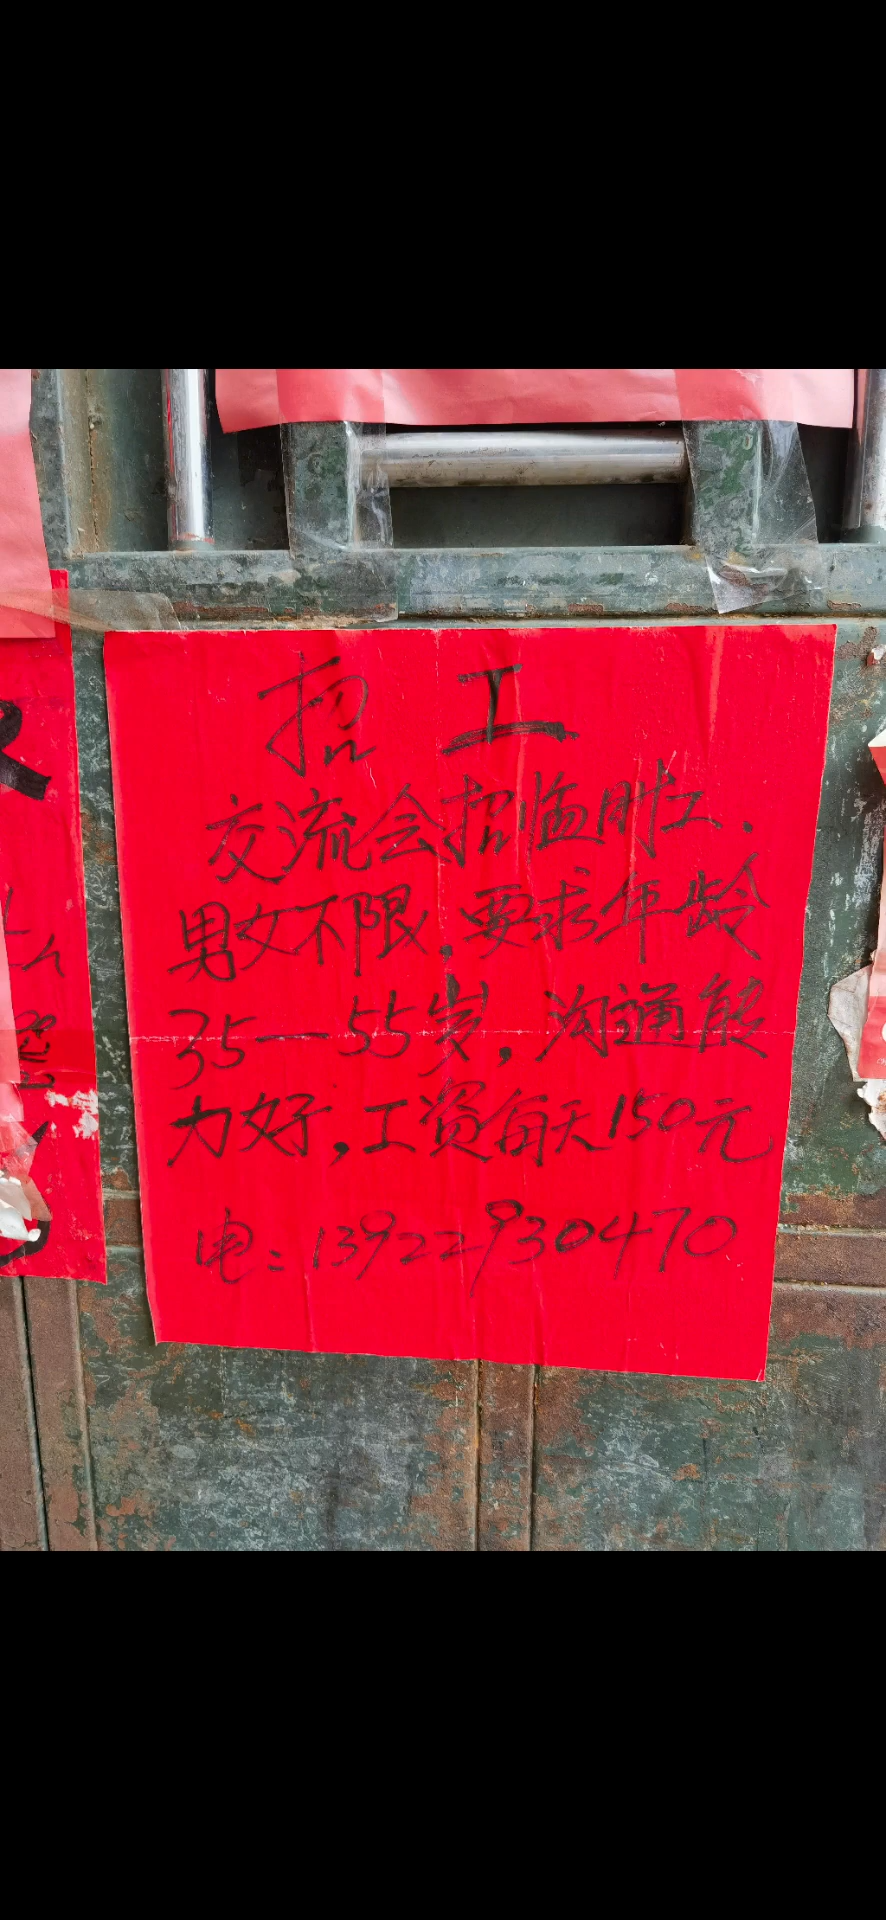 招 工
交流会招临时工.
男女不限.要求年龄
35—55岁,沟通能
力好,工资每天150元
电:13922930470